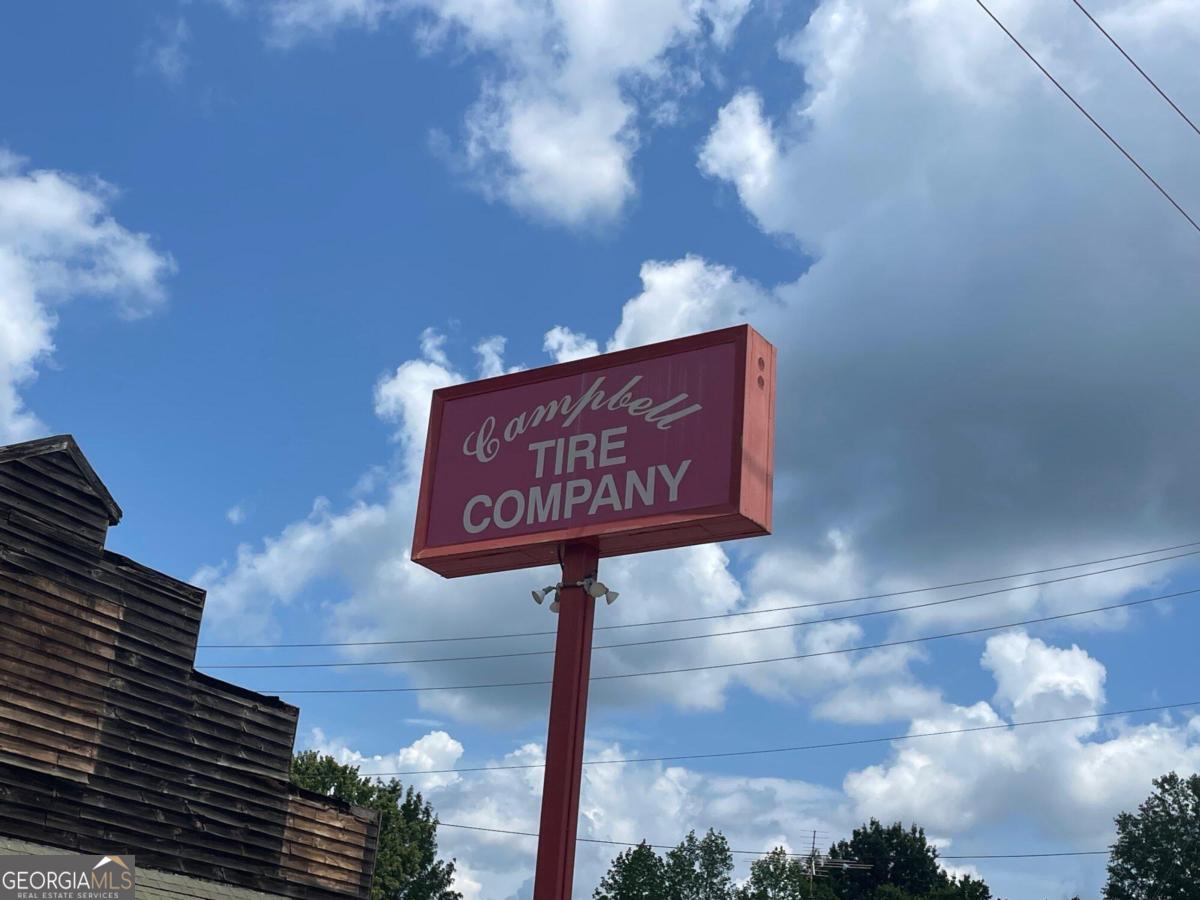 Campbell
TIRE
COMPANY
GEORGIAMLS
REAL ESTATE SERVICES